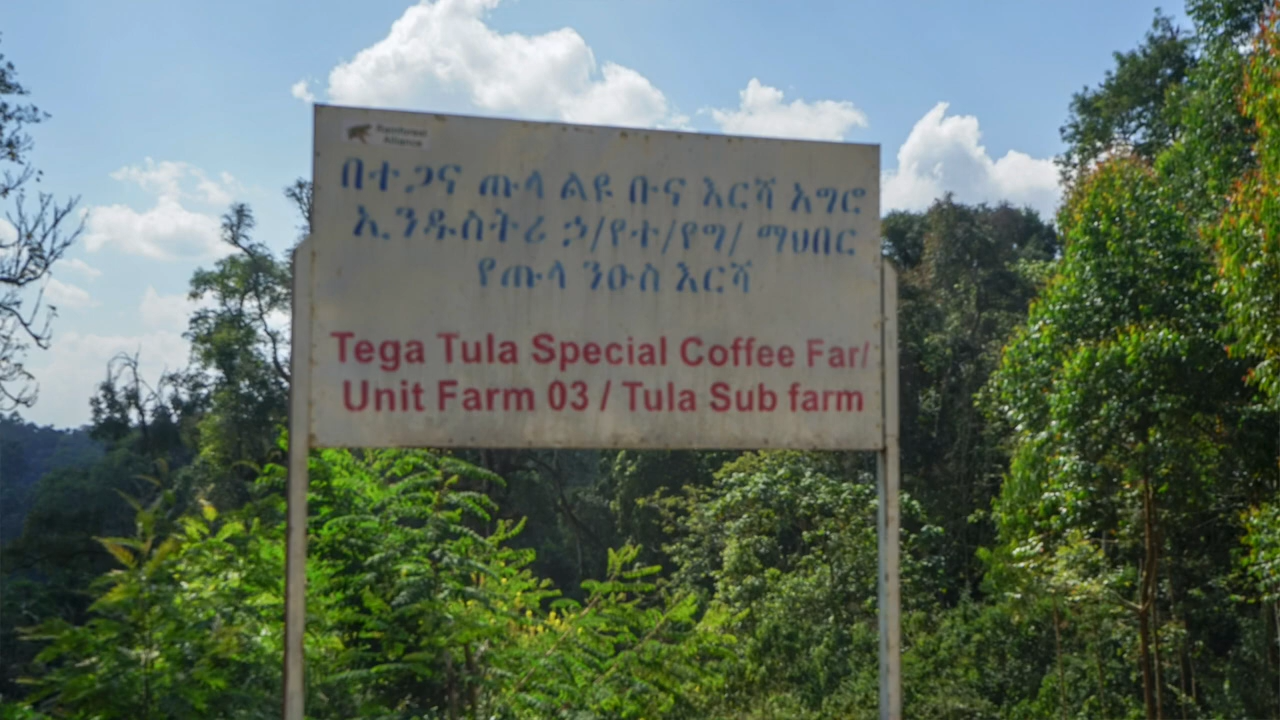 Rainforest
Alliance
በተጋና ጡላ ልዩ ቡና እርሻ አግሮ
ኢንዱስትሪ ኃ/የተ/የግ/ ማህበር
የጡላ ንዑስ እርሻ
Tega Tula Special Coffee Far/
Unit Farm 03 / Tula Sub farm